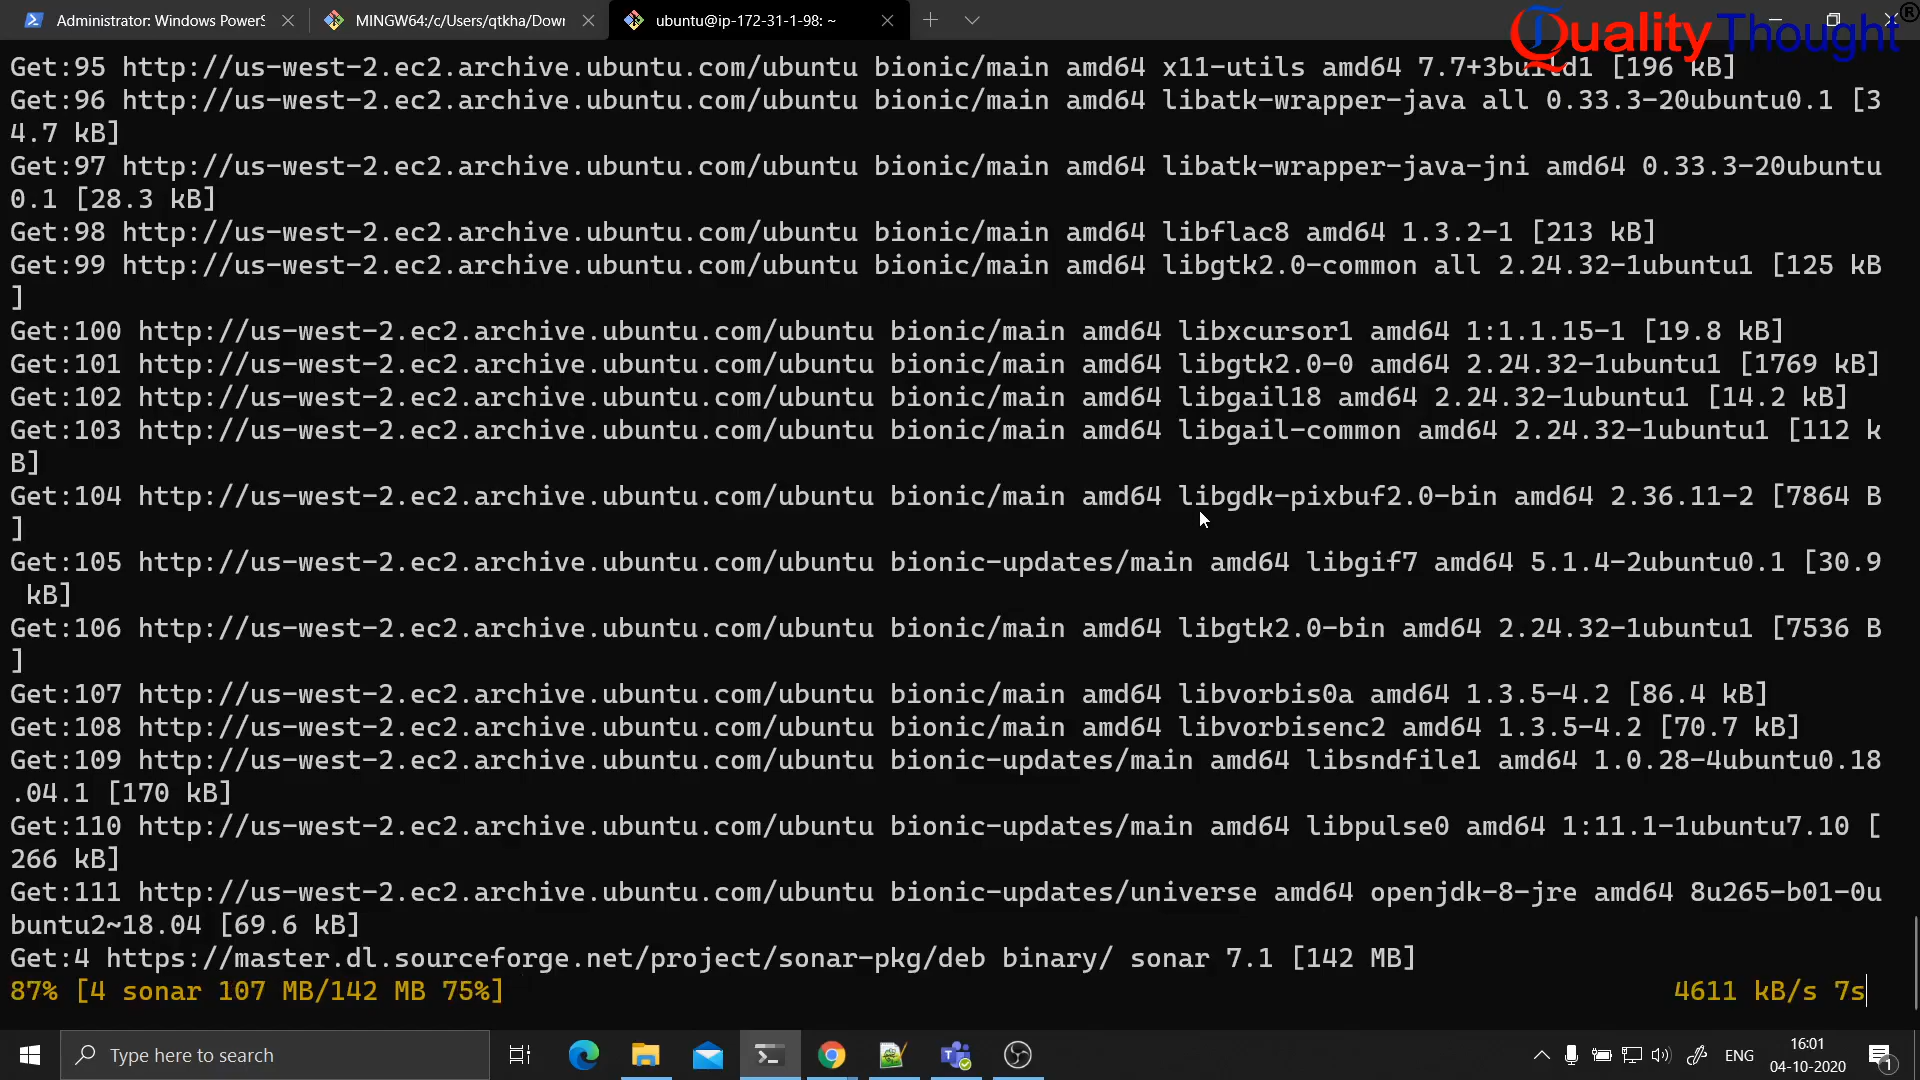 Administrator: Windows PowerS
MINGW64:/c/Users/qtkha/Dow
ubuntu@ip-172-31-1-98: ~
Quality Thought®
Get:95 http://us-west-2.ec2.archive.ubuntu.com/ubuntu bionic/main amd64 x11-utils amd64 7.7+3build1 [196 kB]
Get:96 http://us-west-2.ec2.archive.ubuntu.com/ubuntu bionic/main amd64 libatk-wrapper-java all 0.33.3-20ubuntu0.1 [3
4.7 kB]
Get:97 http://us-west-2.ec2.archive.ubuntu.com/ubuntu bionic/main amd64 libatk-wrapper-java-jni amd64 0.33.3-20ubuntu
0.1 [28.3 kB]
Get:98 http://us-west-2.ec2.archive.ubuntu.com/ubuntu bionic/main amd64 libflac8 amd64 1.3.2-1 [213 kB]
Get:99 http://us-west-2.ec2.archive.ubuntu.com/ubuntu bionic/main amd64 libgtk2.0-common all 2.24.32-1ubuntu1 [125 kB
]
Get:100 http://us-west-2.ec2.archive.ubuntu.com/ubuntu bionic/main amd64 libxcursor1 amd64 1:1.1.15-1 [19.8 kB]
Get:101 http://us-west-2.ec2.archive.ubuntu.com/ubuntu bionic/main amd64 libgtk2.0-0 amd64 2.24.32-1ubuntu1 [1769 kB]
Get:102 http://us-west-2.ec2.archive.ubuntu.com/ubuntu bionic/main amd64 libgail18 amd64 2.24.32-1ubuntu1 [14.2 kB]
Get:103 http://us-west-2.ec2.archive.ubuntu.com/ubuntu bionic/main amd64 libgail-common amd64 2.24.32-1ubuntu1 [112 k
B]
Get:104 http://us-west-2.ec2.archive.ubuntu.com/ubuntu bionic/main amd64 libgdk-pixbuf2.0-bin amd64 2.36.11-2 [7864 B
]
Get:105 http://us-west-2.ec2.archive.ubuntu.com/ubuntu bionic-updates/main amd64 libgif7 amd64 5.1.4-2ubuntu0.1 [30.9
 kB]
Get:106 http://us-west-2.ec2.archive.ubuntu.com/ubuntu bionic/main amd64 libgtk2.0-bin amd64 2.24.32-1ubuntu1 [7536 B
]
Get:107 http://us-west-2.ec2.archive.ubuntu.com/ubuntu bionic/main amd64 libvorbis0a amd64 1.3.5-4.2 [86.4 kB]
Get:108 http://us-west-2.ec2.archive.ubuntu.com/ubuntu bionic/main amd64 libvorbisenc2 amd64 1.3.5-4.2 [70.7 kB]
Get:109 http://us-west-2.ec2.archive.ubuntu.com/ubuntu bionic-updates/main amd64 libsndfile1 amd64 1.0.28-4ubuntu0.18
.04.1 [170 kB]
Get:110 http://us-west-2.ec2.archive.ubuntu.com/ubuntu bionic-updates/main amd64 libpulse0 amd64 1:11.1-1ubuntu7.10 [
266 kB]
Get:111 http://us-west-2.ec2.archive.ubuntu.com/ubuntu bionic-updates/universe amd64 openjdk-8-jre amd64 8u265-b01-0u
buntu2~18.04 [69.6 kB]
Get:4 https://master.dl.sourceforge.net/project/sonar-pkg/deb binary/ sonar 7.1 [142 MB]
87% [4 sonar 107 MB/142 MB 75%] 4611 kB/s 7s
Type here to search
ENG
16:01
04-10-2020
1